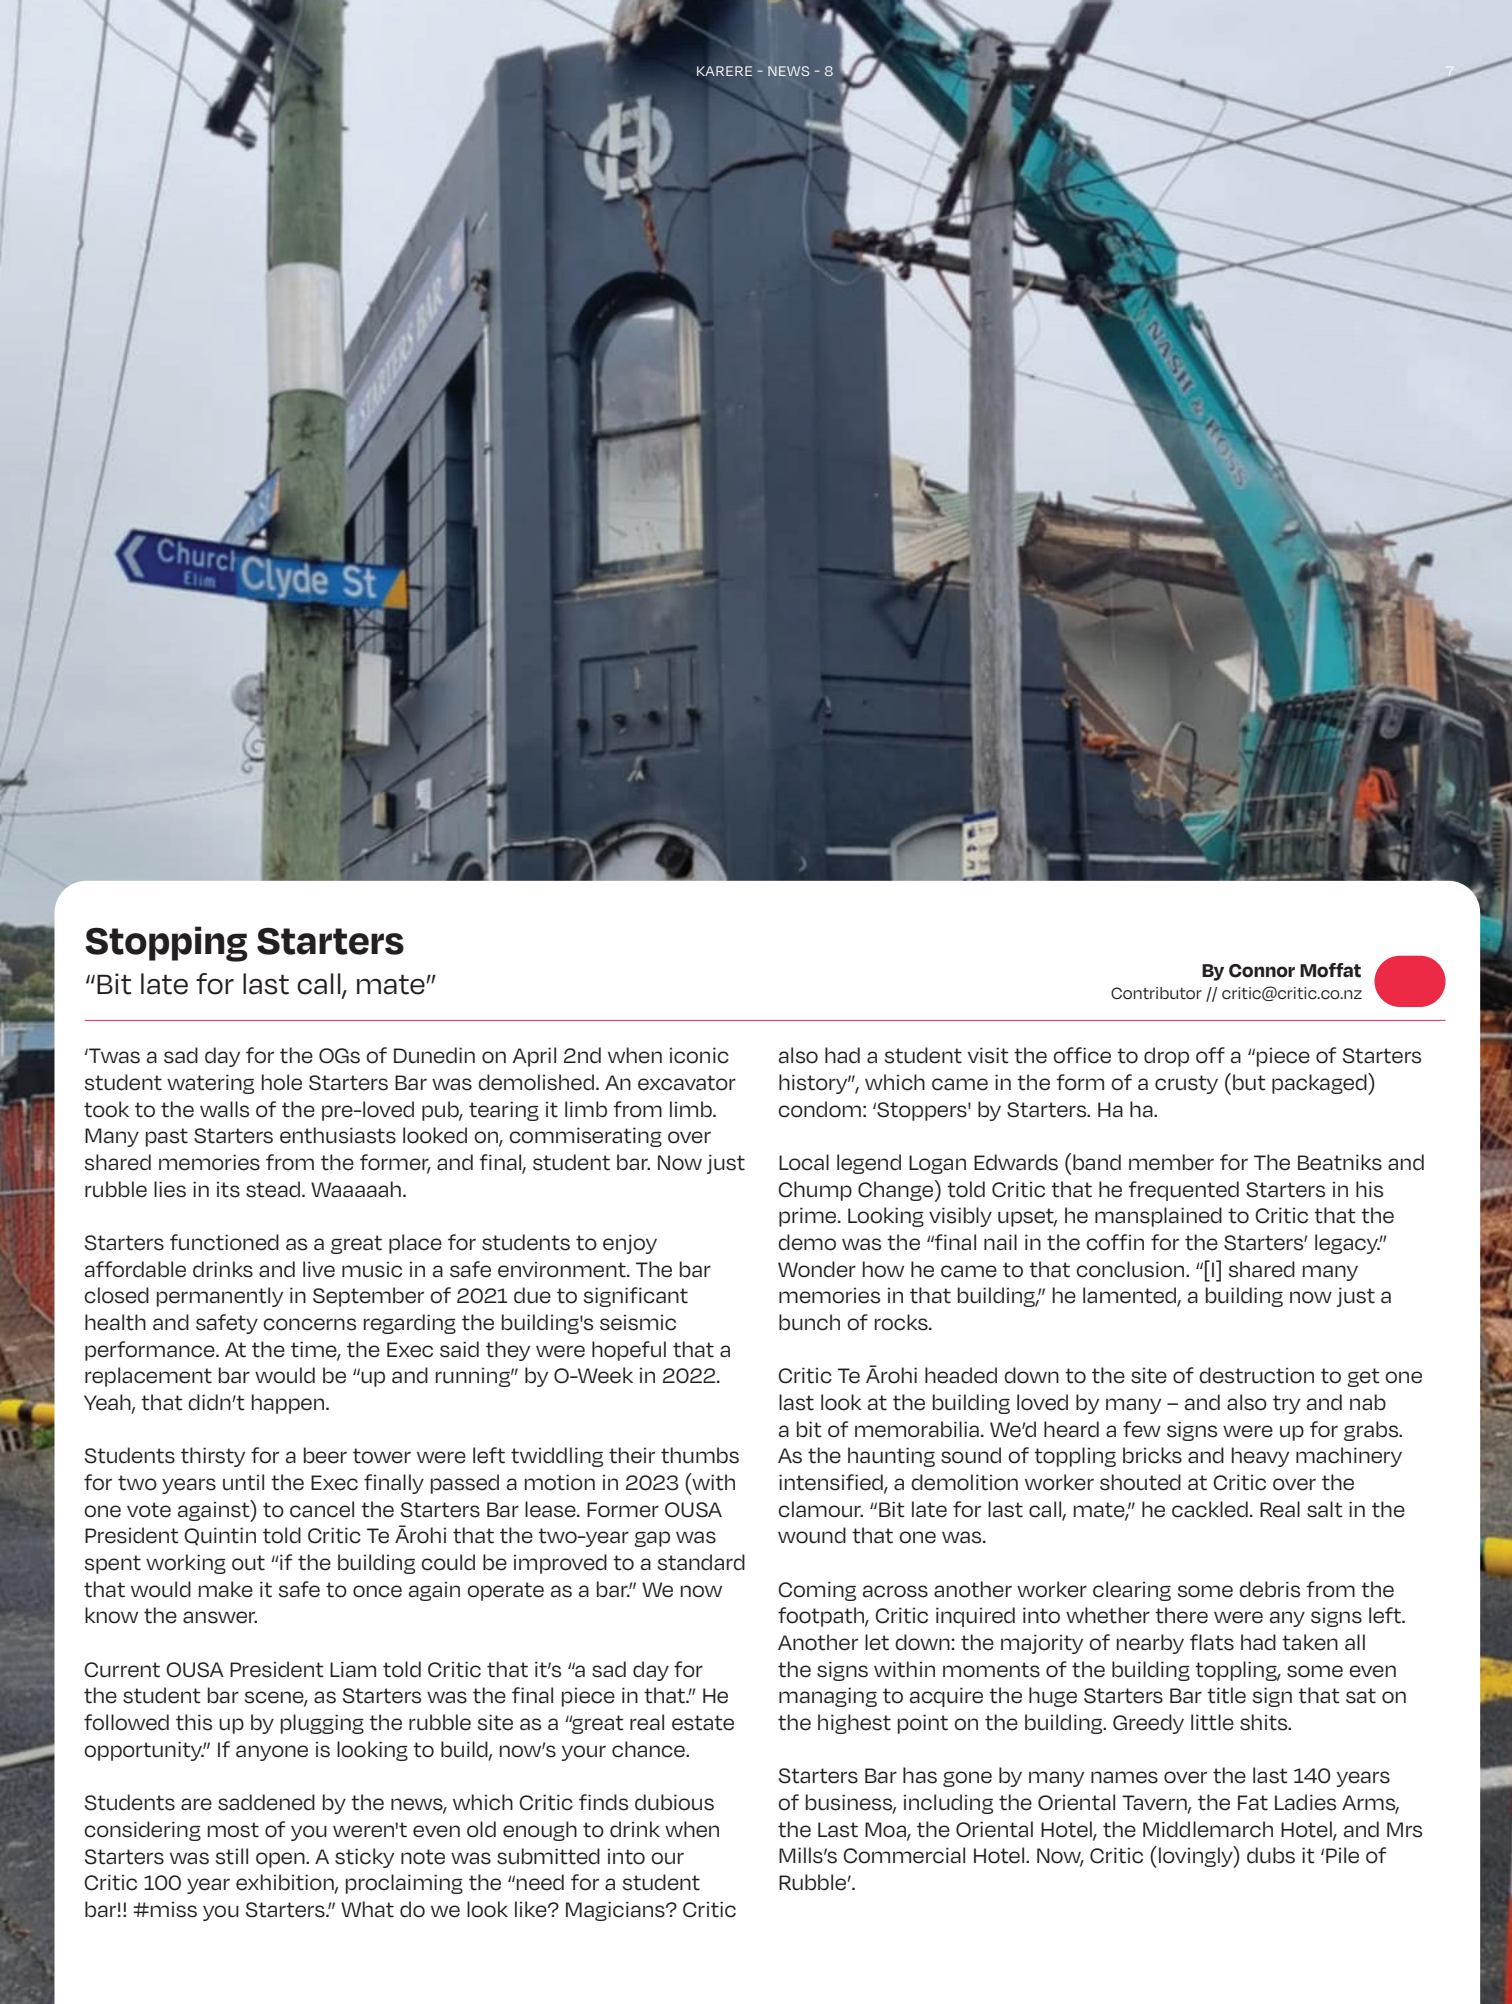 KARERE - NEWS - 8
7
STARTERS BAR
NASH & ROSS
Church
Elim
Clyde St
Stopping Starters
“Bit late for last call, mate”
By Connor Moffat
Contributor // critic@critic.co.nz
‘Twas a sad day for the OGs of Dunedin on April 2nd when iconic
student watering hole Starters Bar was demolished. An excavator
took to the walls of the pre-loved pub, tearing it limb from limb.
Many past Starters enthusiasts looked on, commiserating over
shared memories from the former, and final, student bar. Now just
rubble lies in its stead. Waaaaah.
Starters functioned as a great place for students to enjoy
affordable drinks and live music in a safe environment. The bar
closed permanently in September of 2021 due to significant
health and safety concerns regarding the building's seismic
performance. At the time, the Exec said they were hopeful that a
replacement bar would be “up and running” by O-Week in 2022.
Yeah, that didn’t happen.
Students thirsty for a beer tower were left twiddling their thumbs
for two years until the Exec finally passed a motion in 2023 (with
one vote against) to cancel the Starters Bar lease. Former OUSA
President Quintin told Critic Te Ārohi that the two-year gap was
spent working out “if the building could be improved to a standard
that would make it safe to once again operate as a bar.” We now
know the answer.
Current OUSA President Liam told Critic that it’s “a sad day for
the student bar scene, as Starters was the final piece in that.” He
followed this up by plugging the rubble site as a “great real estate
opportunity.” If anyone is looking to build, now’s your chance.
Students are saddened by the news, which Critic finds dubious
considering most of you weren't even old enough to drink when
Starters was still open. A sticky note was submitted into our
Critic 100 year exhibition, proclaiming the “need for a student
bar!! #miss you Starters.” What do we look like? Magicians? Critic
also had a student visit the office to drop off a “piece of Starters
history”, which came in the form of a crusty (but packaged)
condom: ‘Stoppers' by Starters. Ha ha.
Local legend Logan Edwards (band member for The Beatniks and
Chump Change) told Critic that he frequented Starters in his
prime. Looking visibly upset, he mansplained to Critic that the
demo was the “final nail in the coffin for the Starters’ legacy.”
Wonder how he came to that conclusion. “[I] shared many
memories in that building,” he lamented, a building now just a
bunch of rocks.
Critic Te Ārohi headed down to the site of destruction to get one
last look at the building loved by many – and also try and nab
a bit of memorabilia. We’d heard a few signs were up for grabs.
As the haunting sound of toppling bricks and heavy machinery
intensified, a demolition worker shouted at Critic over the
clamour. “Bit late for last call, mate,” he cackled. Real salt in the
wound that one was.
Coming across another worker clearing some debris from the
footpath, Critic inquired into whether there were any signs left.
Another let down: the majority of nearby flats had taken all
the signs within moments of the building toppling, some even
managing to acquire the huge Starters Bar title sign that sat on
the highest point on the building. Greedy little shits.
Starters Bar has gone by many names over the last 140 years
of business, including the Oriental Tavern, the Fat Ladies Arms,
the Last Moa, the Oriental Hotel, the Middlemarch Hotel, and Mrs
Mills’s Commercial Hotel. Now, Critic (lovingly) dubs it ‘Pile of
Rubble’.